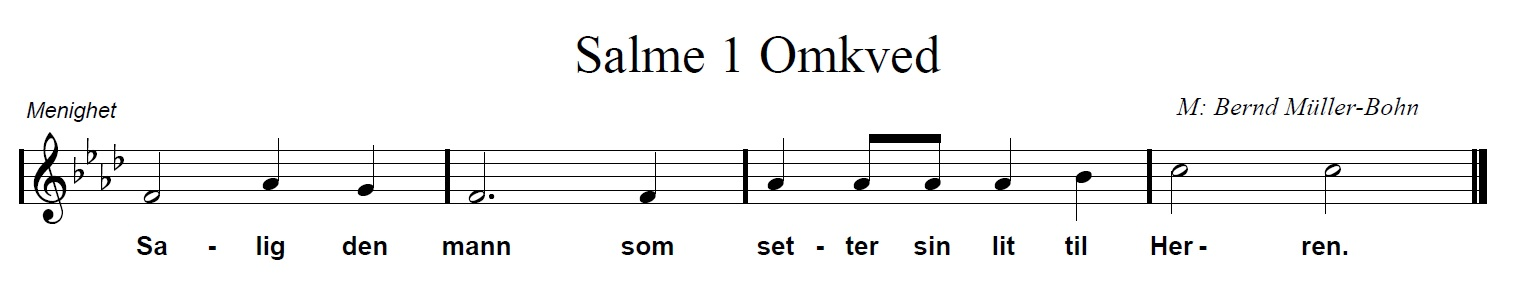 Salme 1 Omkved
Menighet
M: Bernd Müller-Bohn
Sa - lig den mann som set - ter sin lit til Her - ren.